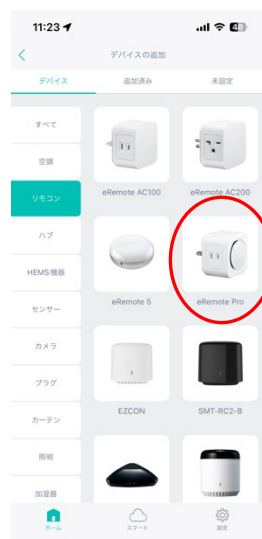 11:23
48
デバイスの追加
デバイス
追加済み
未設定
すべて
空調
リモコン
ハブ
HEMS機器
センサー
カメラ
プラグ
カーテン
照明
加湿器
eRemote AC100
eRemote AC200
eRemote 5
eRemote Pro
EZCON
SMT-RC2-B
ホーム
スマート
設定